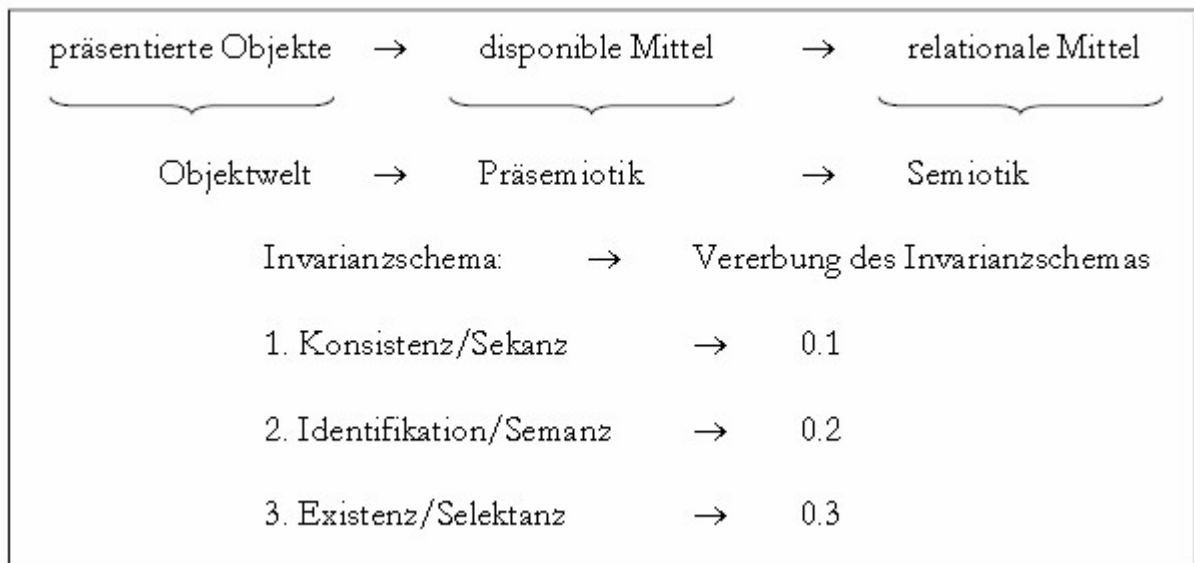 präsentierte Objekte → disponible Mittel → relationale Mittel
Objektwelt → Präsemiotik → Semiotik
Invarianzschema: → Vererbung des Invarianzschemas
1. Konsistenz/Sekanz → 0.1
2. Identifikation/Semanz → 0.2
3. Existenz/Selektanz → 0.3